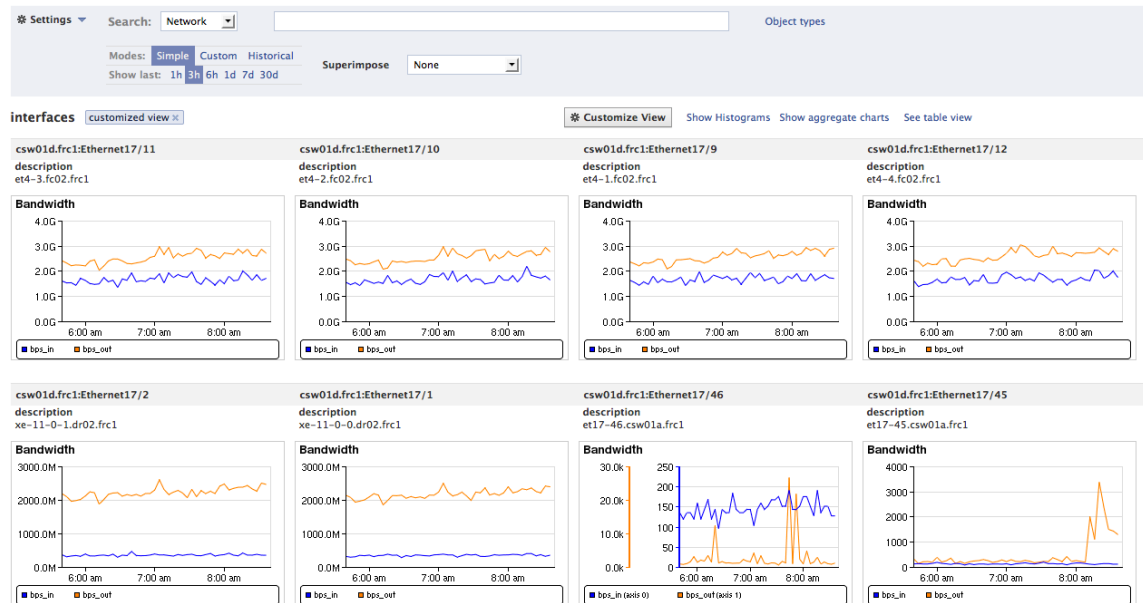 Settings Search: Network Object types
Modes: Simple Custom Historical
Show last: 1h 3h 6h 1d 7d 30d
Superimpose None
interfaces customized view × Customize View Show Histograms Show aggregate charts See table view
csw01d.frc1:Ethernet17/11
description
et4-3.fc02.frc1
Bandwidth
4.0G
3.0G
2.0G
1.0G
0.0G
6:00 am 7:00 am 8:00 am
bps_in bps_out
csw01d.frc1:Ethernet17/10
description
et4-2.fc02.frc1
Bandwidth
4.0G
3.0G
2.0G
1.0G
0.0G
6:00 am 7:00 am 8:00 am
bps_in bps_out
csw01d.frc1:Ethernet17/9
description
et4-1.fc02.frc1
Bandwidth
4.0G
3.0G
2.0G
1.0G
0.0G
6:00 am 7:00 am 8:00 am
bps_in bps_out
csw01d.frc1:Ethernet17/12
description
et4-4.fc02.frc1
Bandwidth
4.0G
3.0G
2.0G
1.0G
0.0G
6:00 am 7:00 am 8:00 am
bps_in bps_out
csw01d.frc1:Ethernet17/2
description
xe-11-0-1.dr02.frc1
Bandwidth
3000.0M
2000.0M
1000.0M
0.0M
6:00 am 7:00 am 8:00 am
bps_in bps_out
csw01d.frc1:Ethernet17/1
description
xe-11-0-0.dr02.frc1
Bandwidth
3000.0M
2000.0M
1000.0M
0.0M
6:00 am 7:00 am 8:00 am
bps_in bps_out
csw01d.frc1:Ethernet17/46
description
et17-46.csw01a.frc1
Bandwidth
30.0k 250
200
20.0k 150
10.0k 100
50
0.0k 0
6:00 am 7:00 am 8:00 am
bps_in (axis 0) bps_out (axis 1)
csw01d.frc1:Ethernet17/45
description
et17-45.csw01a.frc1
Bandwidth
4000
3000
2000
1000
0
6:00 am 7:00 am 8:00 am
bps_in bps_out